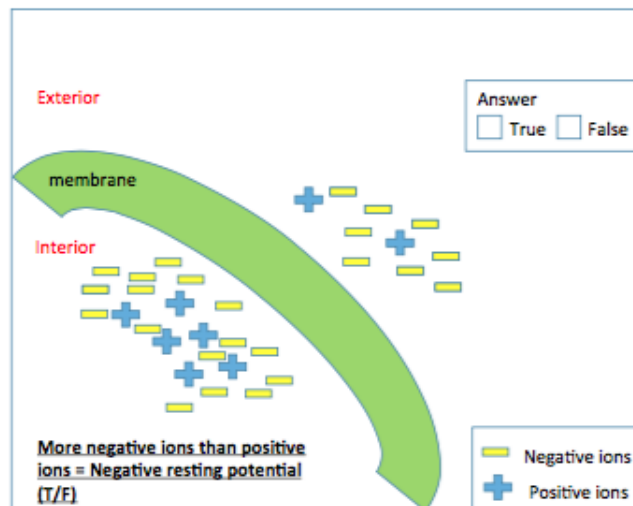 Exterior
Answer
True False
membrane
Interior
More negative ions than positive
ions = Negative resting potential
(T/F)
Negative ions
Positive ions